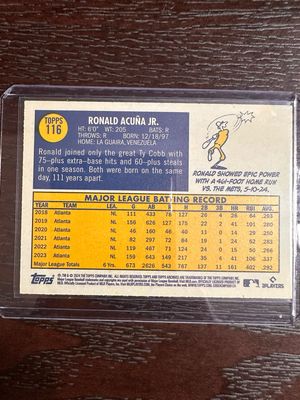 TOPPS
116
RONALD ACUÑA JR.
HT: 6'0" WT: 205 BATS: R
THROWS: R BORN: 12/18/97
HOME: LA GUAIRA, VENEZUELA
Ronald joined only the great Ty Cobb with
75-plus extra-base hits and 60-plus steals
in one season. Both were born on the same
day, 111 years apart.
RONALD SHOWED EPIC POWER
WITH A 461-FOOT HOME RUN
VS. THE METS, 5-10-24.
MAJOR LEAGUE BATTING RECORD
YEAR TEAM LEA. G AB R H 2B 3B HR RBI AVG.
2018 Atlanta NL 111 433 78 127 26 4 26 64 .293
2019 Atlanta NL 156 626 127 175 22 2 41 101 .280
2020 Atlanta NL 46 160 46 40 11 0 14 29 .250
2021 Atlanta NL 82 297 72 84 19 1 24 52 .283
2022 Atlanta NL 119 467 71 124 24 0 15 50 .266
2023 Atlanta NL 159 643 149 217 35 4 41 106 .337
Major League Totals 6 Yrs. 673 2626 543 767 137 11 161 402 .292
Topps
MLB
PLAYERS